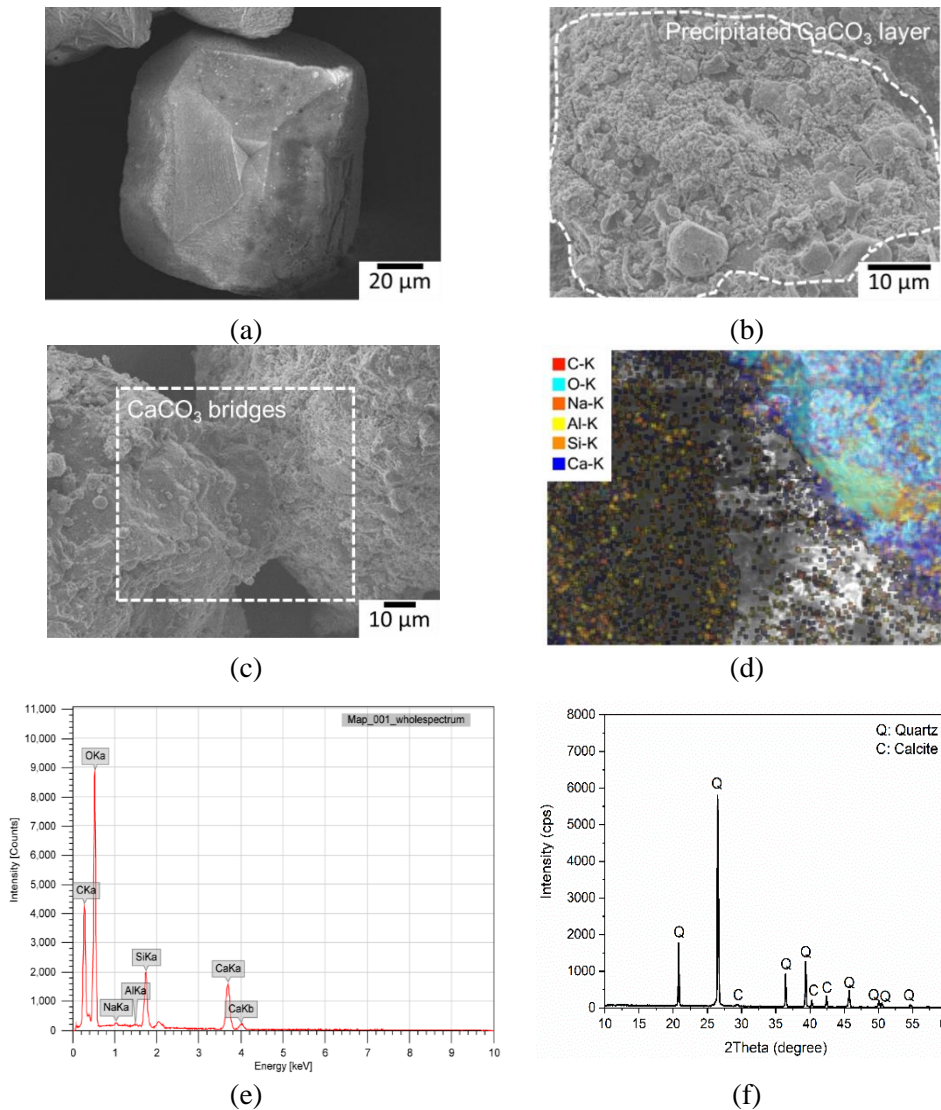 20 µm
(a)
Precipitated CaCO₃ layer
10 µm
(b)
CaCO₃ bridges
10 µm
(c)
C-K
O-K
Na-K
Al-K
Si-K
Ca-K
(d)
Map_001_wholespectrum
11,000
10,000
9,000
8,000
7,000
6,000
5,000
4,000
3,000
2,000
1,000
0
Intensity [Counts]
OKa
CKa
NaKa
AlKa
SiKa
CaKa
CaKb
0 1 2 3 4 5 6 7 8 9 10
Energy [keV]
(e)
Q: Quartz
C: Calcite
8000
7000
6000
5000
4000
3000
2000
1000
0
Intensity (cps)
Q
Q
C
Q
Q
C
C
Q
Q
Q
Q
10 15 20 25 30 35 40 45 50 55
2Theta (degree)
(f)